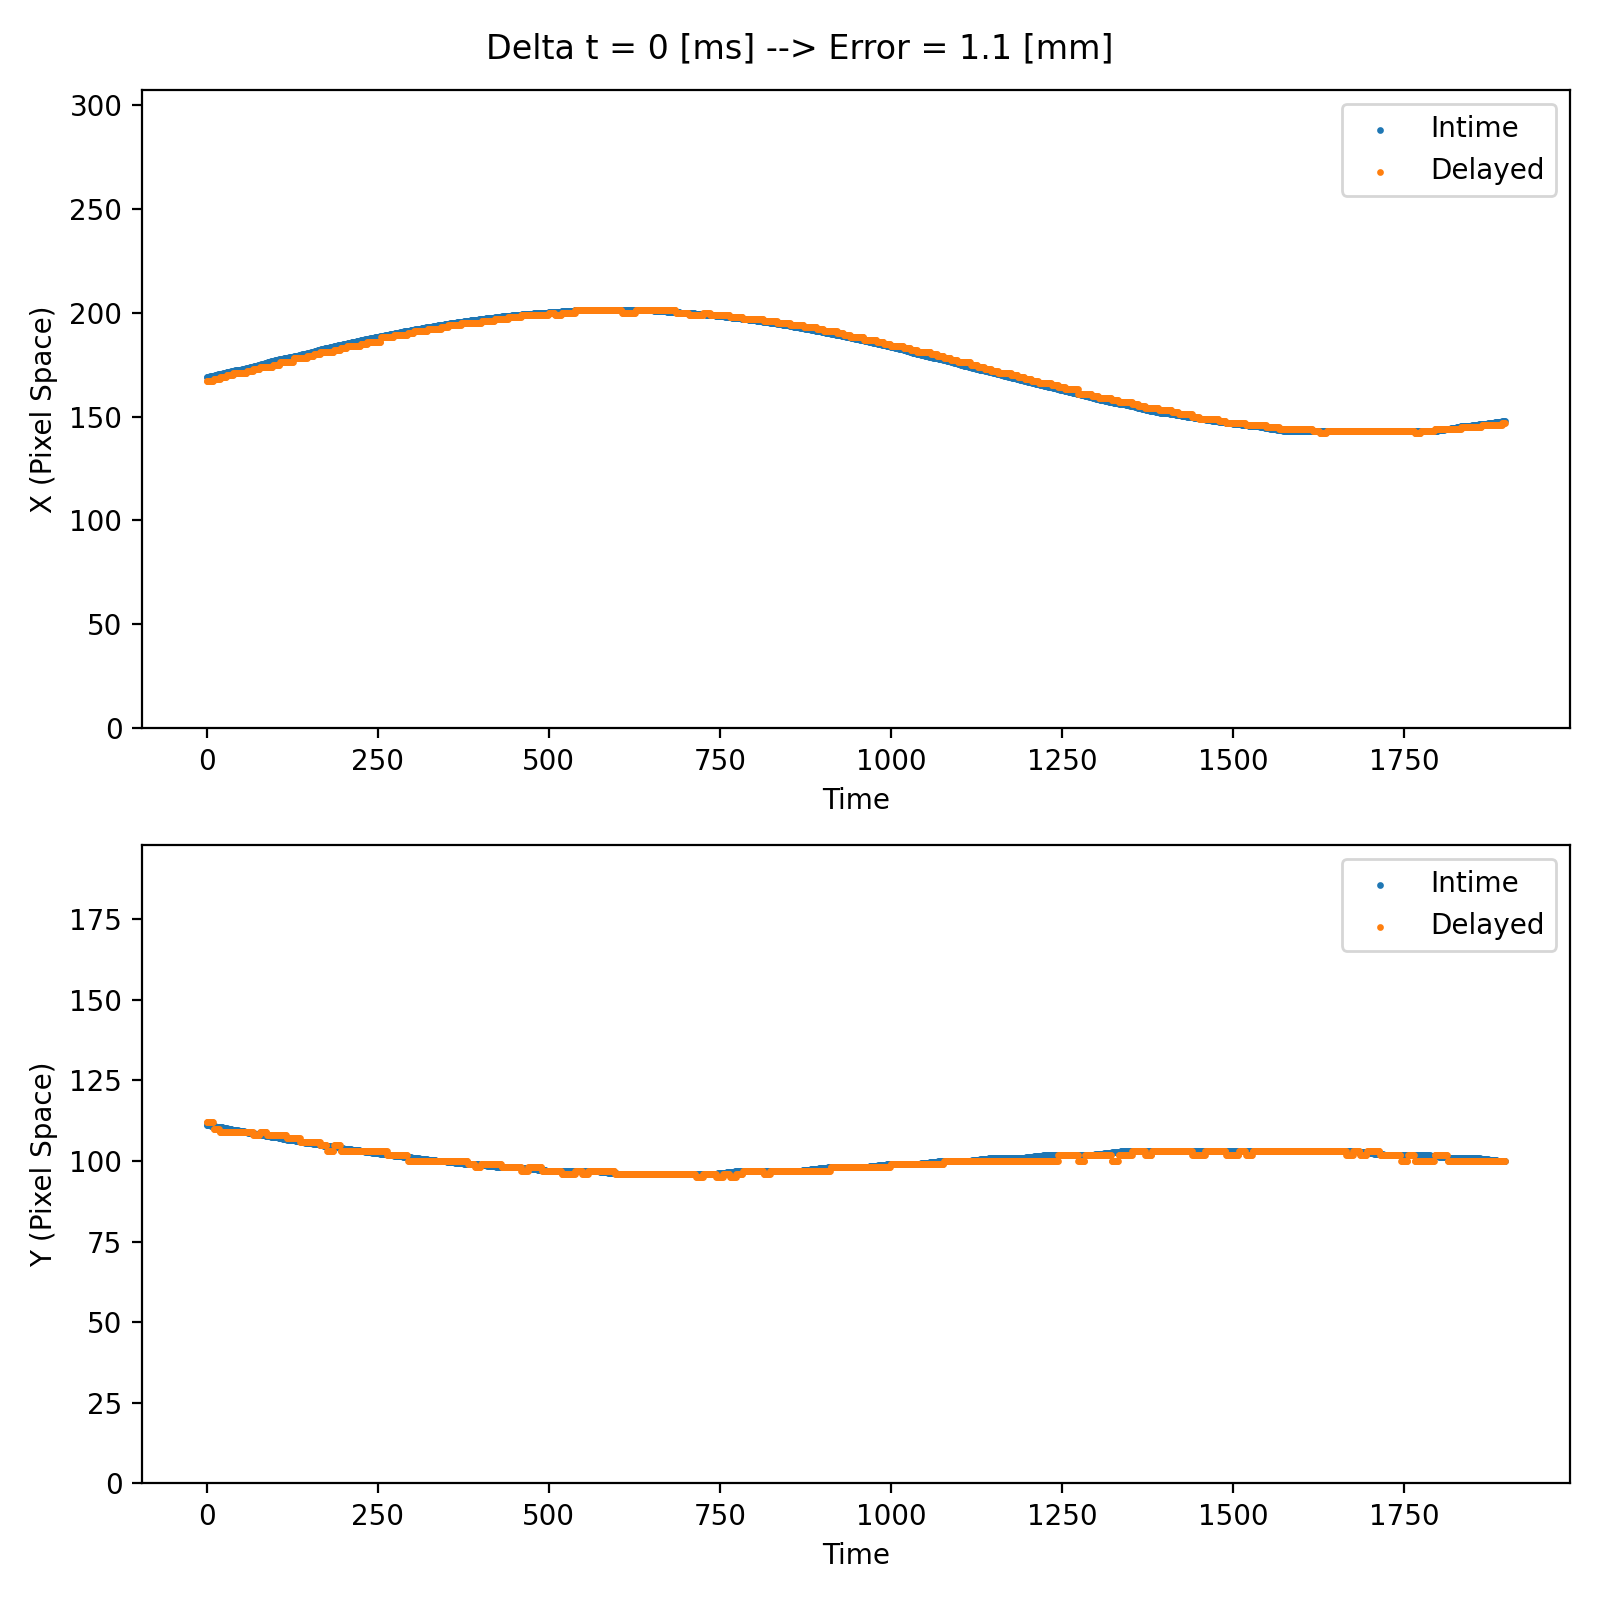 Delta t = 0 [ms] --> Error = 1.1 [mm]
300
250
200
150
100
50
0
X (Pixel Space)
Intime
Delayed
0 250 500 750 1000 1250 1500 1750
Time
175
150
125
100
75
50
25
0
Y (Pixel Space)
Intime
Delayed
0 250 500 750 1000 1250 1500 1750
Time